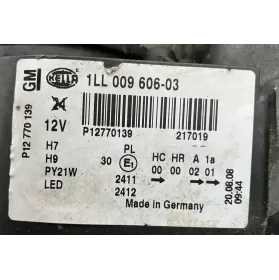 GM
HELLA
1LL 009 606-03
P12 770 139
12V
P12770139
217019
H7
H9
PY21W
LED
PL
30
E1
2411
2412
HC HR A 1a
00 00 02 01
Made in Germany
20.08.08
09:44